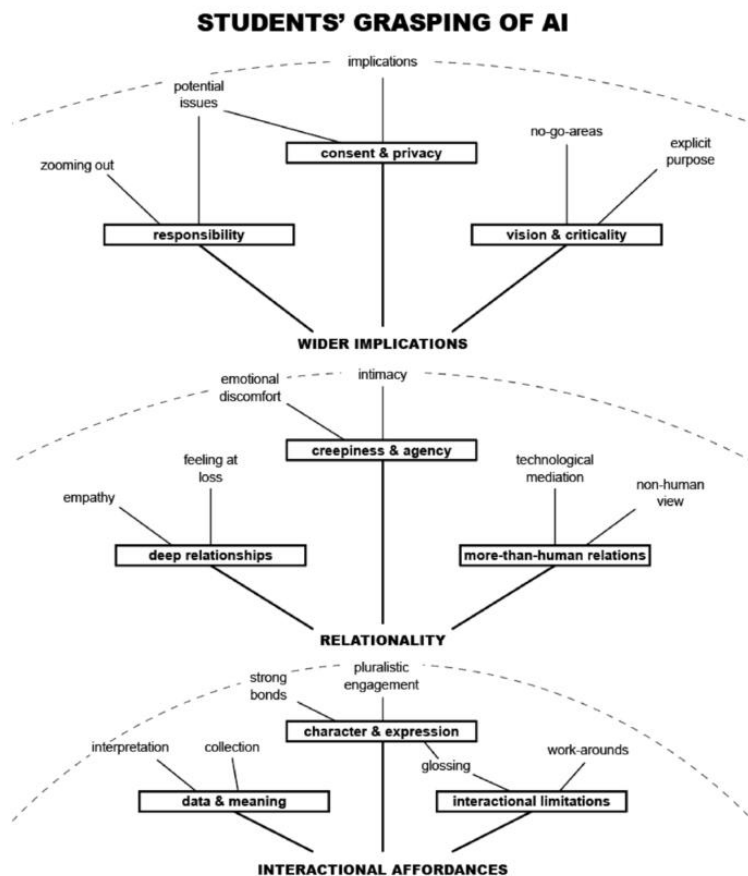 STUDENTS’ GRASPING OF AI
implications
potential
issues
no-go-areas
explicit
purpose
consent & privacy
zooming out
responsibility
vision & criticality
WIDER IMPLICATIONS
emotional
discomfort
intimacy
creepiness & agency
feeling at
loss
technological
mediation
empathy
non-human
view
deep relationships
more-than-human relations
RELATIONALITY
strong
bonds
pluralistic
engagement
character & expression
interpretation
collection
glossing
work-arounds
data & meaning
interactional limitations
INTERACTIONAL AFFORDANCES